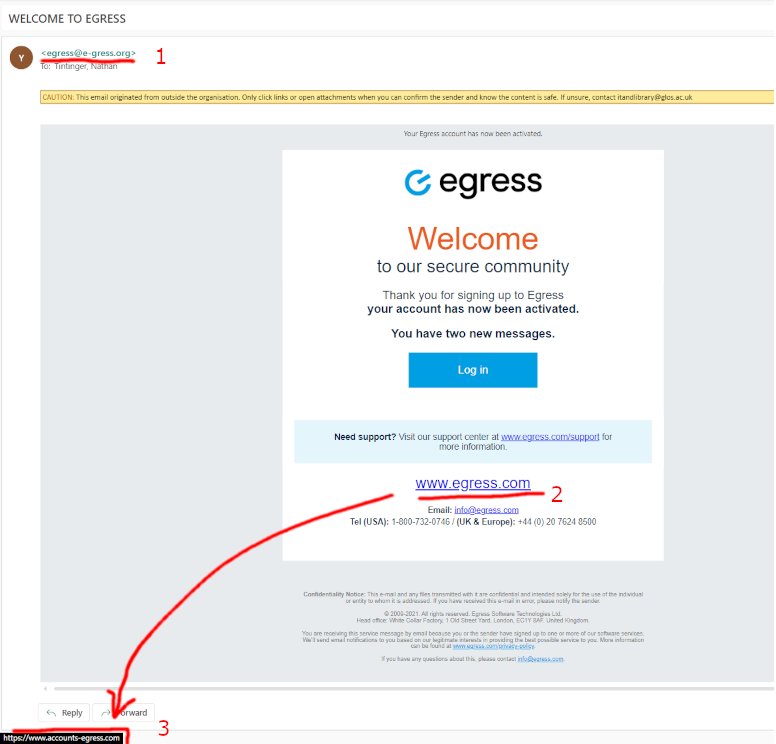 WELCOME TO EGRESS
Y
<egress@e-gress.org>
1
To: Tintinger, Nathan
CAUTION: This email originated from outside the organisation. Only click links or open attachments when you can confirm the sender and know the content is safe. If unsure, contact itandlibrary@glos.ac.uk
Your Egress account has now been activated.
egress
Welcome
to our secure community
Thank you for signing up to Egress
your account has now been activated.
You have two new messages.
Log in
Need support? Visit our support center at www.egress.com/support for
more information.
www.egress.com
2
Email: info@egress.com
Tel (USA): 1-800-732-0746 / (UK & Europe): +44 (0) 20 7624 8500
Confidentiality Notice: This e-mail and any files transmitted with it are confidential and intended solely for the use of the individual
or entity to whom it is addressed. If you have received this e-mail in error, please notify the sender.
© 2006-2021. All rights reserved. Egress Software Technologies Ltd.
Head office: White Collar Factory, 1 Old Street Yard, London, EC1Y 8AF, United Kingdom.
You are receiving this service message by email because you or the sender have signed up to one or more of our software services.
We'll send email notifications to you based on our legitimate interests in providing the best possible service to you. More information
can be found at www.egress.com/privacy-policy.
If you have any questions about this, please contact info@egress.com.
Reply
Forward
3
https://www.accounts-egress.com